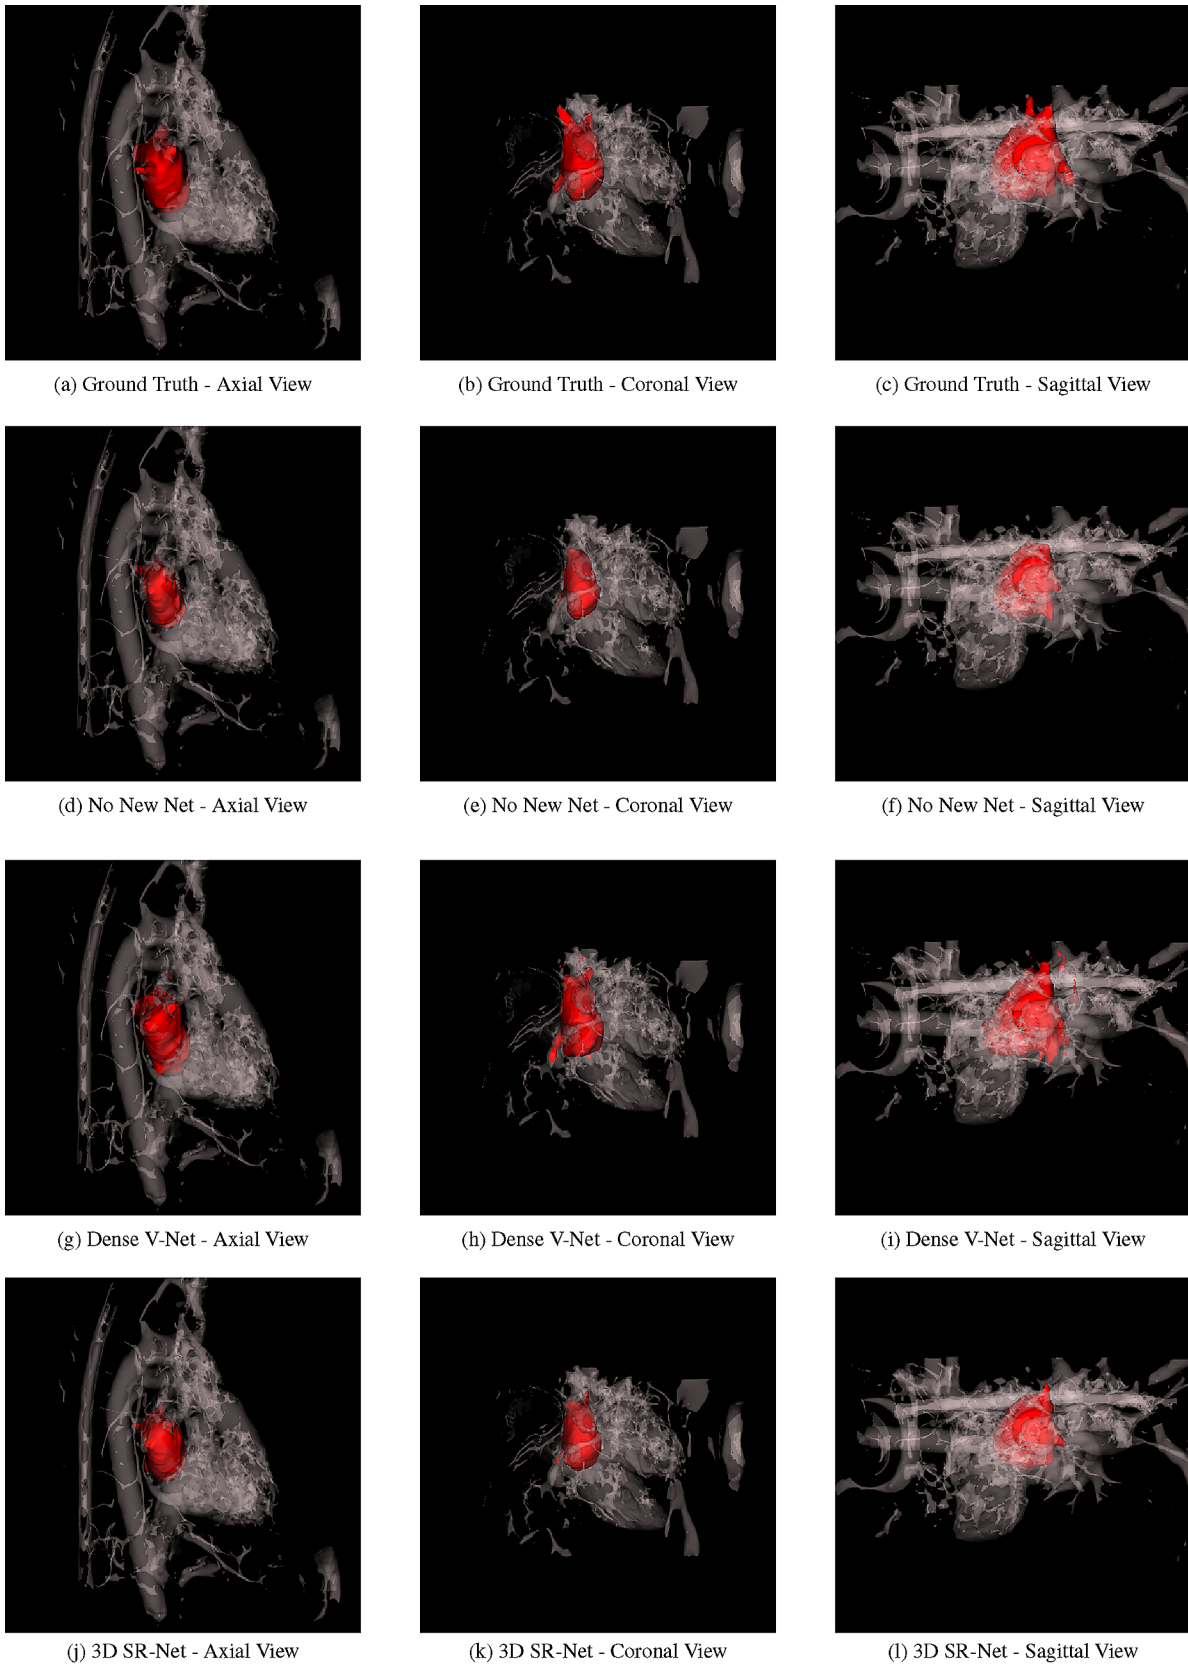 (a) Ground Truth - Axial View
(b) Ground Truth - Coronal View
(c) Ground Truth - Sagittal View
(d) No New Net - Axial View
(e) No New Net - Coronal View
(f) No New Net - Sagittal View
(g) Dense V-Net - Axial View
(h) Dense V-Net - Coronal View
(i) Dense V-Net - Sagittal View
(j) 3D SR-Net - Axial View
(k) 3D SR-Net - Coronal View
(l) 3D SR-Net - Sagittal View